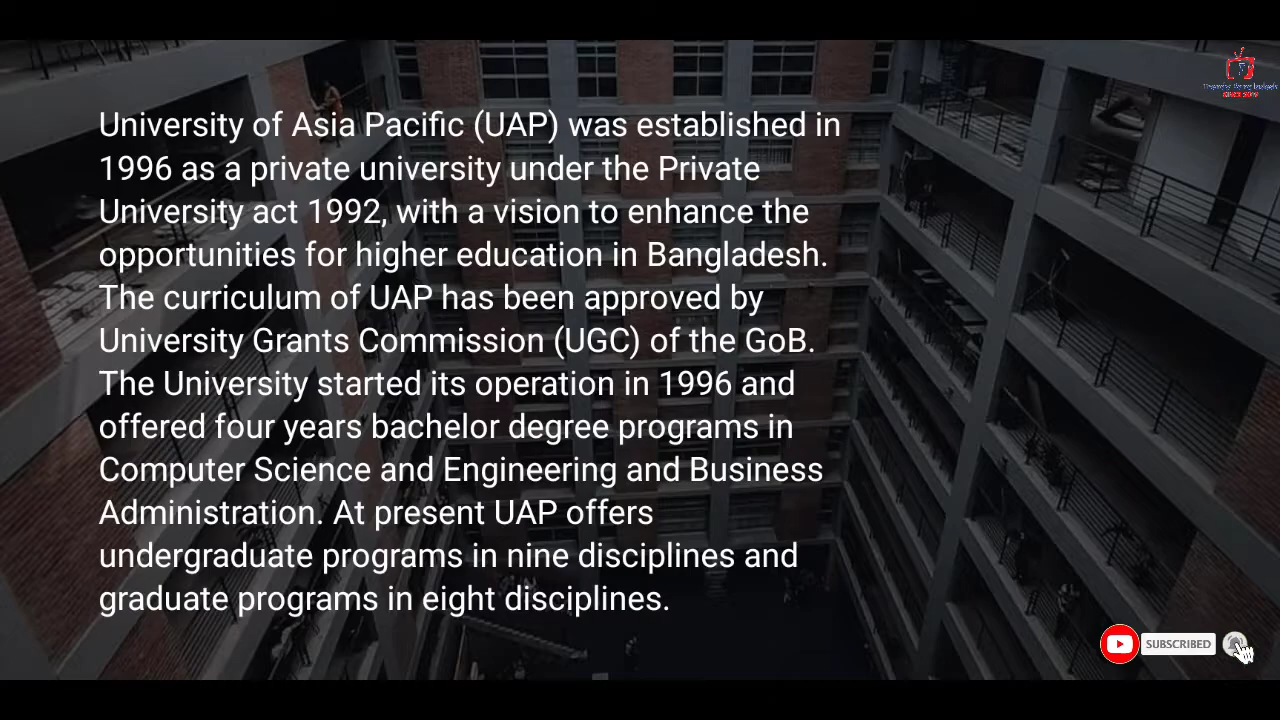 University of Asia Pacific (UAP) was established in
1996 as a private university under the Private
University act 1992, with a vision to enhance the
opportunities for higher education in Bangladesh.
The curriculum of UAP has been approved by
University Grants Commission (UGC) of the GoB.
The University started its operation in 1996 and
offered four years bachelor degree programs in
Computer Science and Engineering and Business
Administration. At present UAP offers
undergraduate programs in nine disciplines and
graduate programs in eight disciplines.
SUBSCRIBED